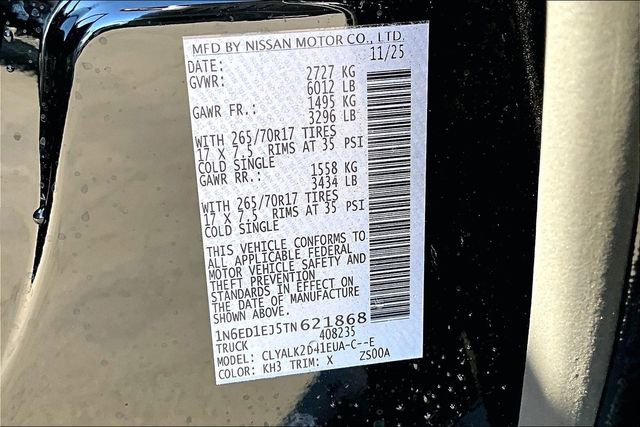 MFD BY NISSAN MOTOR CO., LTD.
DATE: 11/25
GVWR: 2727 KG
6012 LB
GAWR FR.: 1495 KG
3296 LB
WITH 265/70R17 TIRES
17 X 7.5 RIMS AT 35 PSI
COLD SINGLE
GAWR RR.: 1558 KG
3434 LB
WITH 265/70R17 TIRES
17 X 7.5 RIMS AT 35 PSI
COLD SINGLE
THIS VEHICLE CONFORMS TO
ALL APPLICABLE FEDERAL
MOTOR VEHICLE SAFETY AND
THEFT PREVENTION
STANDARDS IN EFFECT ON
THE DATE OF MANUFACTURE
SHOWN ABOVE.
1N6ED1EJ5TN621868
TRUCK 408235
MODEL: CLYALK2D41EUA-C--E
COLOR: KH3 TRIM: X ZS00A